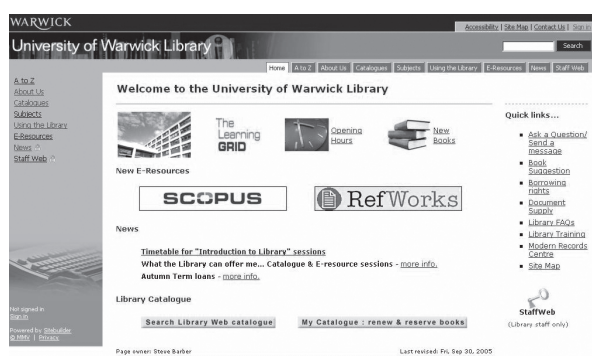 WARWICK
Accessibility | Site Map | Contact Us | Sign in
University of Warwick Library
Search
Home A to Z About Us Catalogues Subjects Using the Library E-Resources News Staff Web
A to Z
About Us
Catalogues
Subjects
Using the Library
E-Resources
News
Staff Web
Not signed in
Sign in
Powered by Sitebuilder
© MMV | Privacy
Welcome to the University of Warwick Library
The
Learning
GRID
Opening
Hours
New
Books
New E-Resources
SCOPUS
RefWorks
News
Timetable for "Introduction to Library" sessions
What the Library can offer me... Catalogue & E-resource sessions - more info.
Autumn Term loans - more info.
Library Catalogue
Search Library Web catalogue
My Catalogue : renew & reserve books
Page owner: Steve Barber
Last revised: Fri, Sep 30, 2005
Quick links...
Ask a Question/
Send a
message
Book
Suggestion
Borrowing
rights
Document
Supply
Library FAQs
Library Training
Modern Records
Centre
Site Map
StaffWeb
(Library staff only)